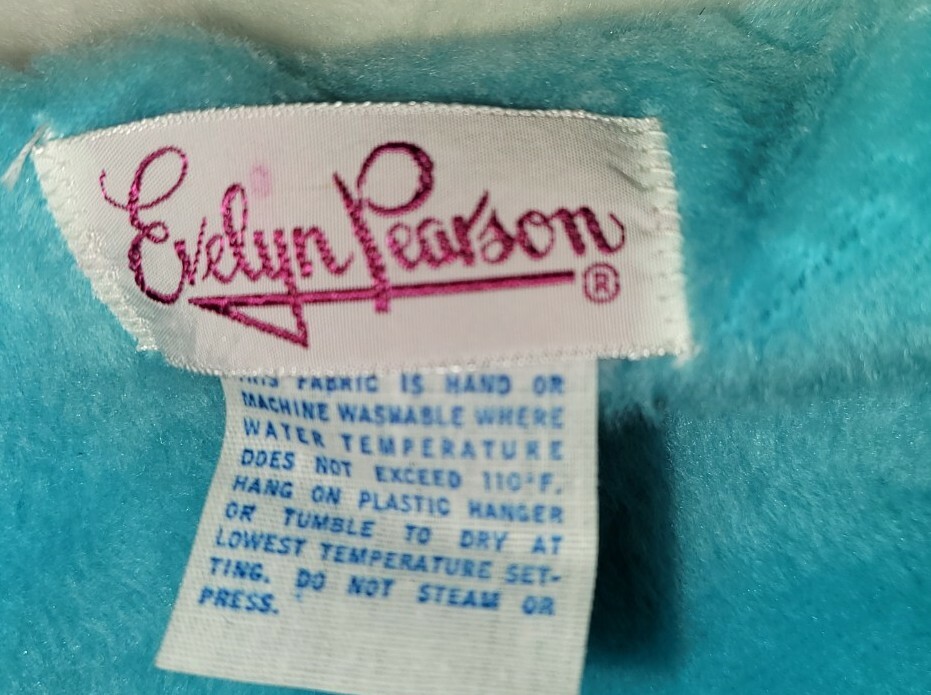 Evelyn Pearson ®
THIS FABRIC IS HAND OR
MACHINE WASHABLE WHERE
WATER TEMPERATURE
DOES NOT EXCEED 110°F.
HANG ON PLASTIC HANGER
OR TUMBLE TO DRY AT
LOWEST TEMPERATURE SET-
TING. DO NOT STEAM OR
PRESS.